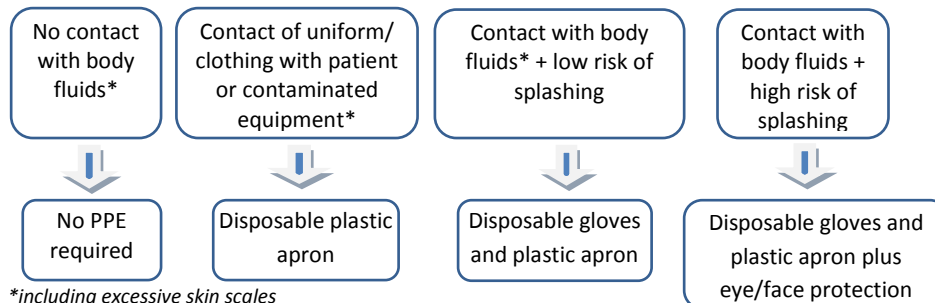 No contact
with body
fluids*
Contact of uniform/
clothing with patient
or contaminated
equipment*
Contact with body
fluids* + low risk of
splashing
Contact with
body fluids +
high risk of
splashing
No PPE
required
Disposable plastic
apron
Disposable gloves
and plastic apron
Disposable gloves and
plastic apron plus
eye/face protection
*including excessive skin scales